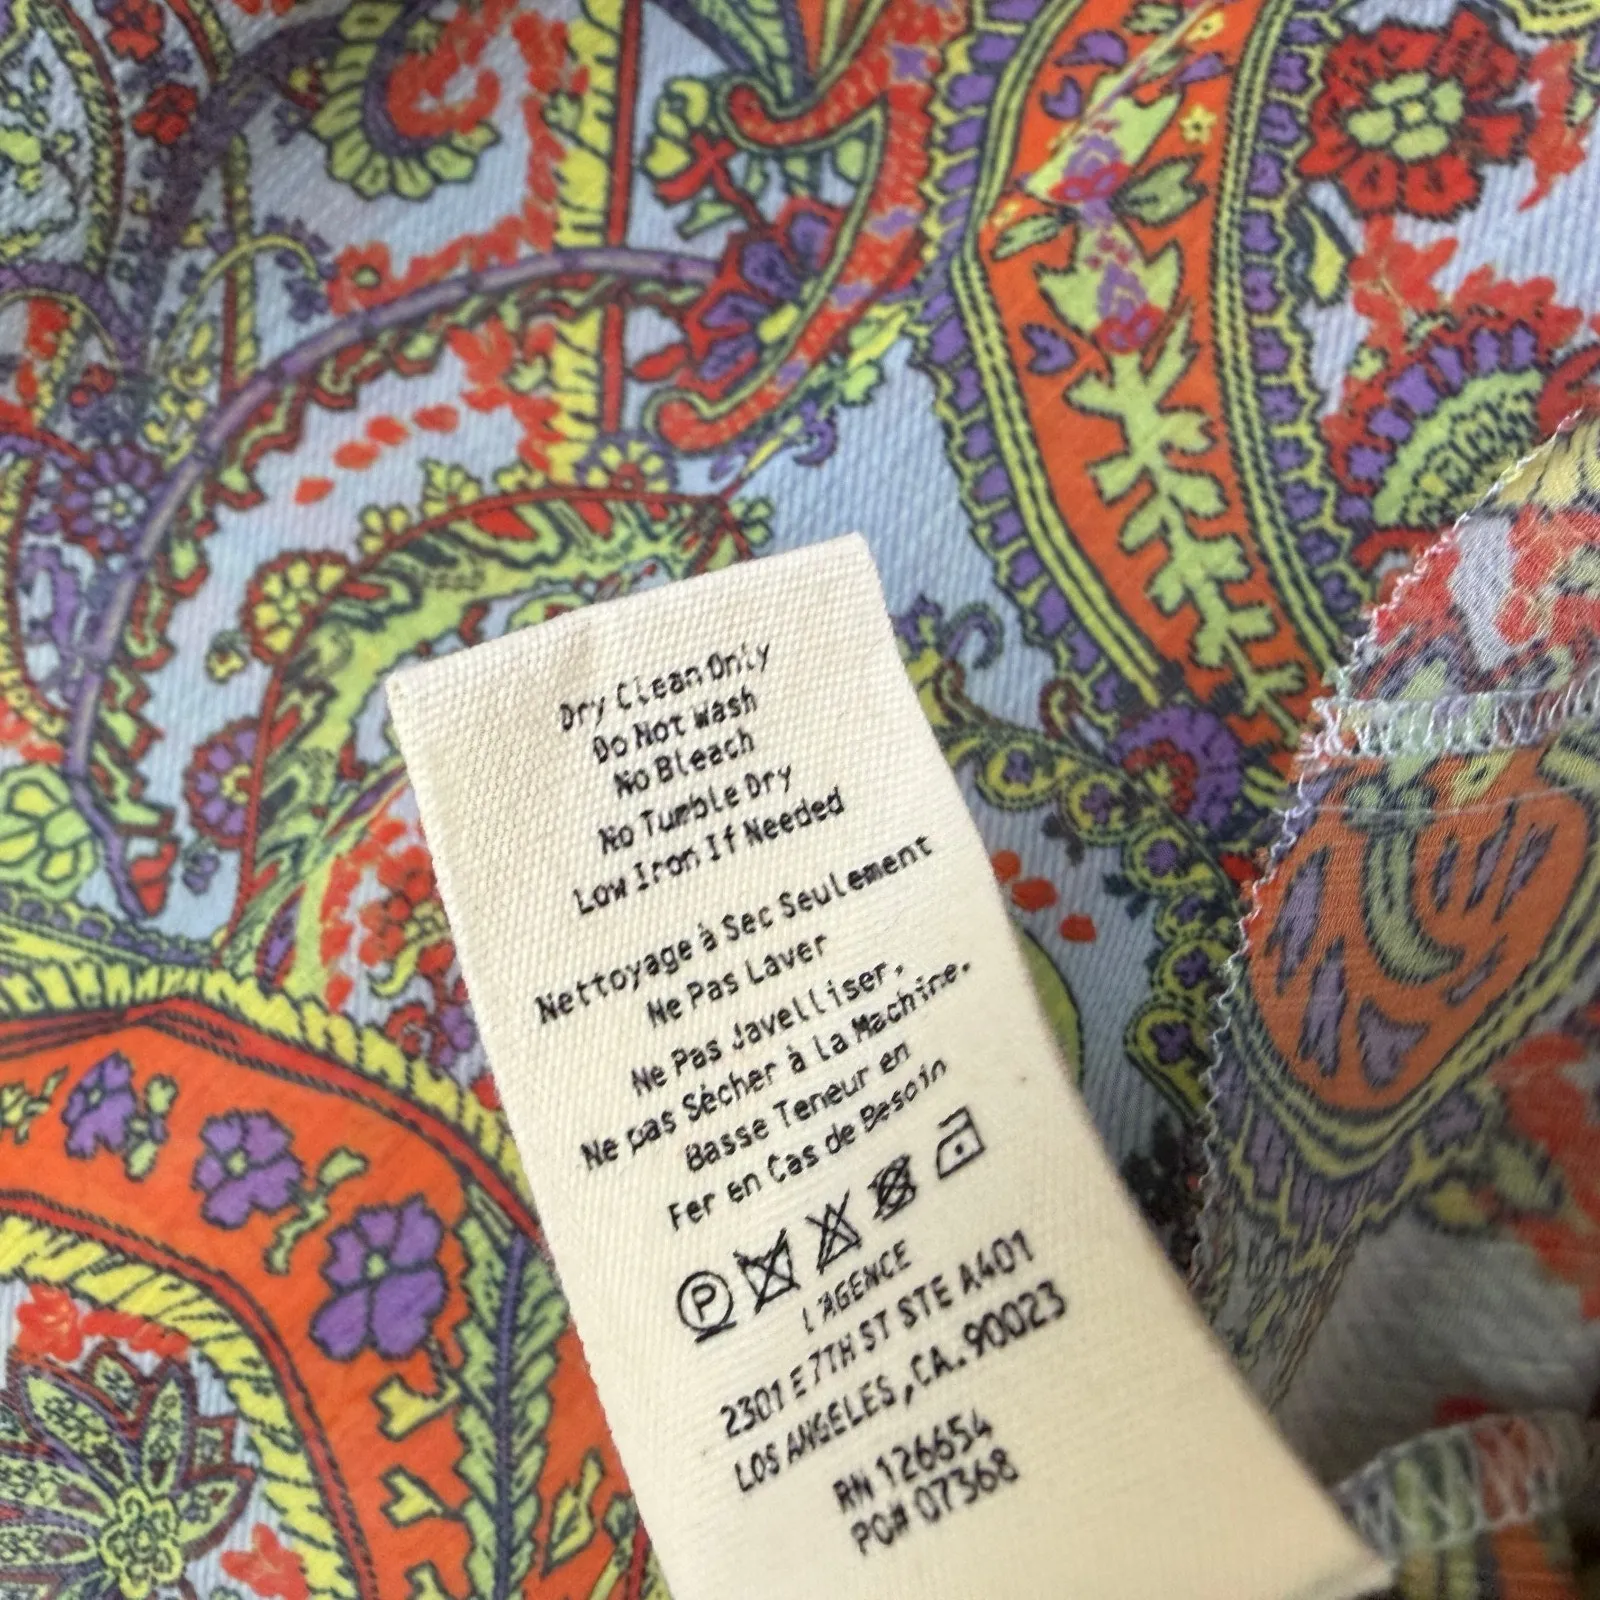 Dry Clean Only
Do Not Wash
No Bleach
No Tumble Dry
Low Iron If Needed
Nettoyage à Sec Seulement
Ne Pas Laver
Ne Pas Javelliser.
Ne pas Sècher à la Machine.
Basse Teneur en
Fer en Cas de Besoin
P
L'AGENCE
2301 E 7TH ST STE A401
LOS ANGELES, CA. 90023
RN 126654
PO# 07368